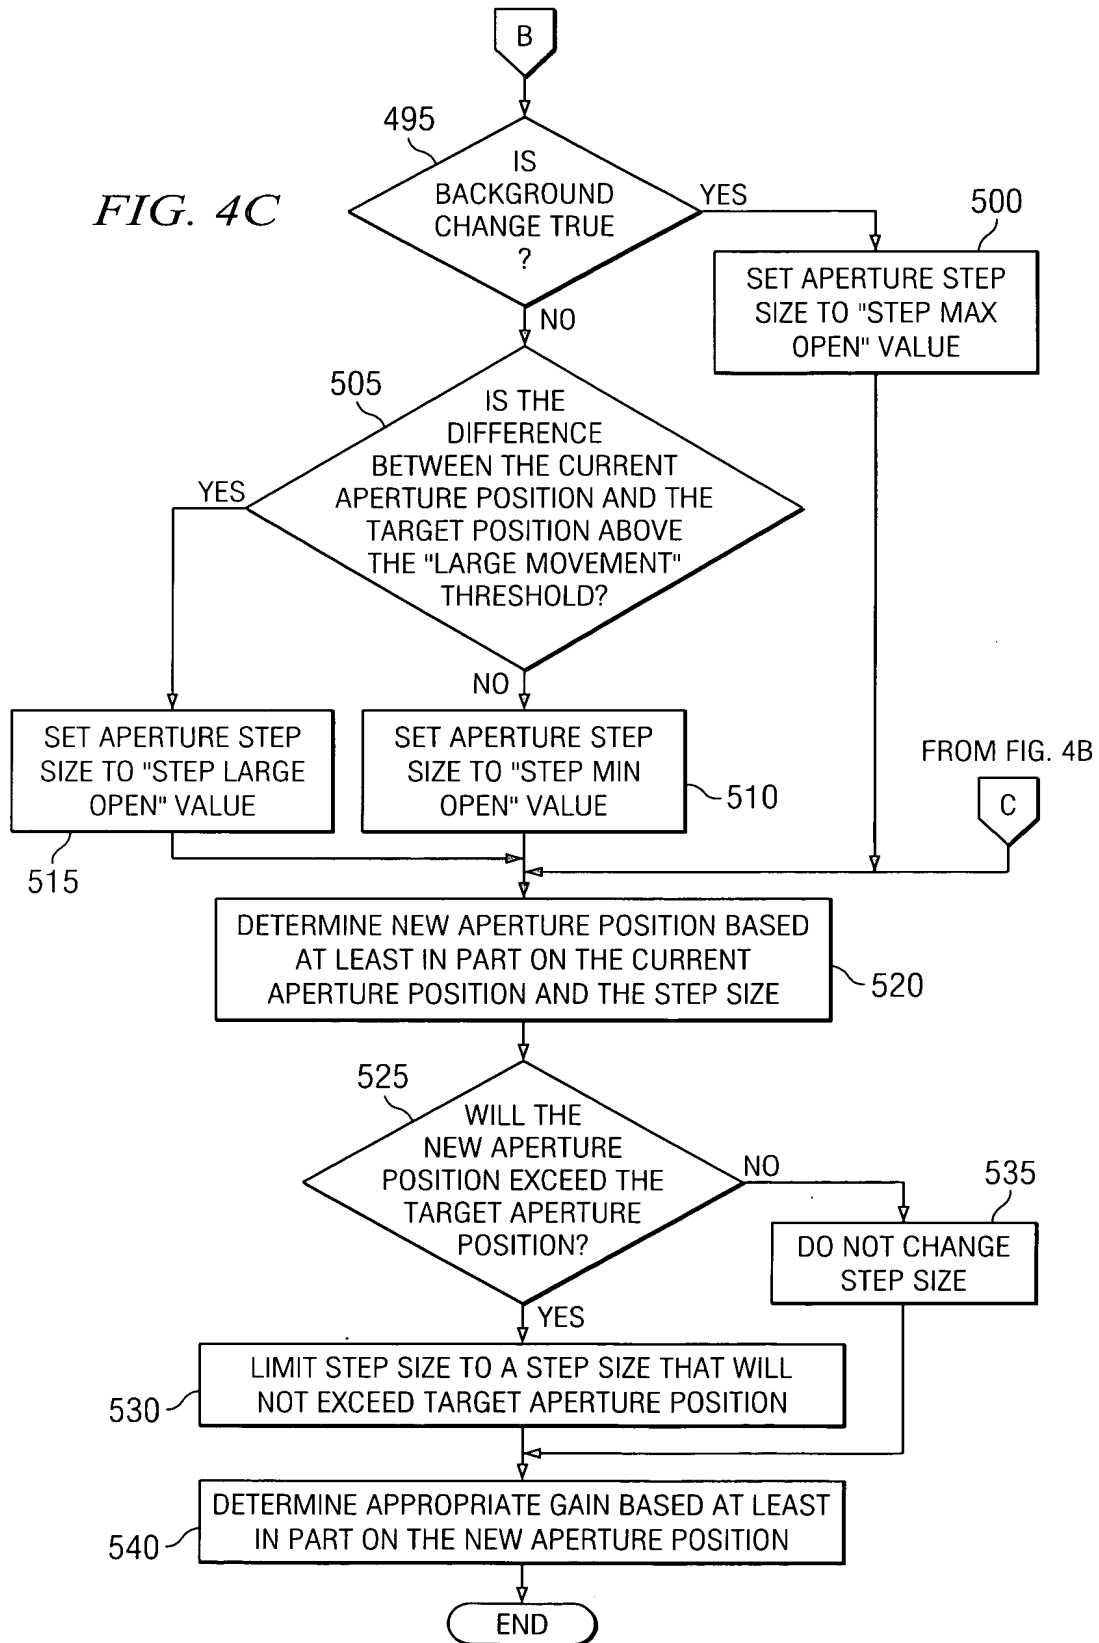 B
495
IS
BACKGROUND
CHANGE TRUE
?
YES
FIG. 4C
500
SET APERTURE STEP
SIZE TO "STEP MAX
OPEN" VALUE
NO
505
IS THE
DIFFERENCE
BETWEEN THE CURRENT
APERTURE POSITION AND THE
TARGET POSITION ABOVE
THE "LARGE MOVEMENT"
THRESHOLD?
YES
NO
SET APERTURE STEP
SIZE TO "STEP LARGE
OPEN" VALUE
515
SET APERTURE STEP
SIZE TO "STEP MIN
OPEN" VALUE
510
FROM FIG. 4B
C
DETERMINE NEW APERTURE POSITION BASED
AT LEAST IN PART ON THE CURRENT
APERTURE POSITION AND THE STEP SIZE
520
525
WILL THE
NEW APERTURE
POSITION EXCEED THE
TARGET APERTURE
POSITION?
NO
535
DO NOT CHANGE
STEP SIZE
YES
LIMIT STEP SIZE TO A STEP SIZE THAT WILL
NOT EXCEED TARGET APERTURE POSITION
530
DETERMINE APPROPRIATE GAIN BASED AT LEAST
IN PART ON THE NEW APERTURE POSITION
540
END